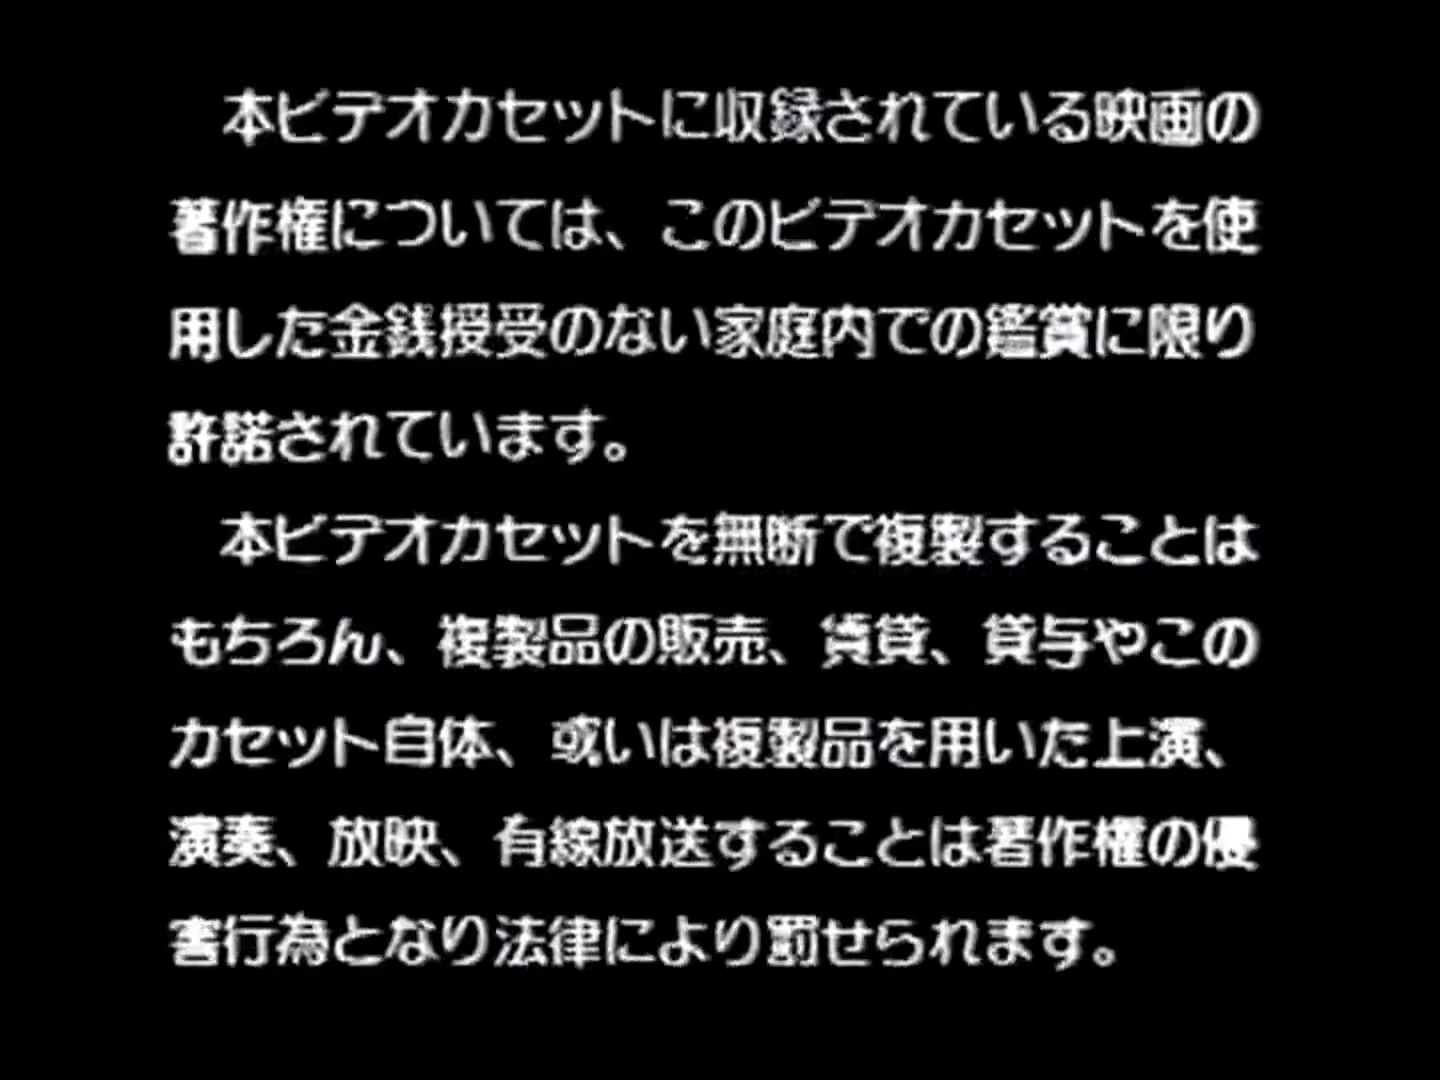 本ビデオカセットに収録されている映画の
著作権については、このビデオカセットを使
用した金銭授受のない家庭内での鑑賞に限り
許諾されています。
本ビデオカセットを無断で複製することは
もちろん、複製品の販売、賃貸、貸与やこの
カセット自体、或いは複製品を用いた上演、
演奏、放映、有線放送することは著作権の優
害行為となり法律により罰せられます。